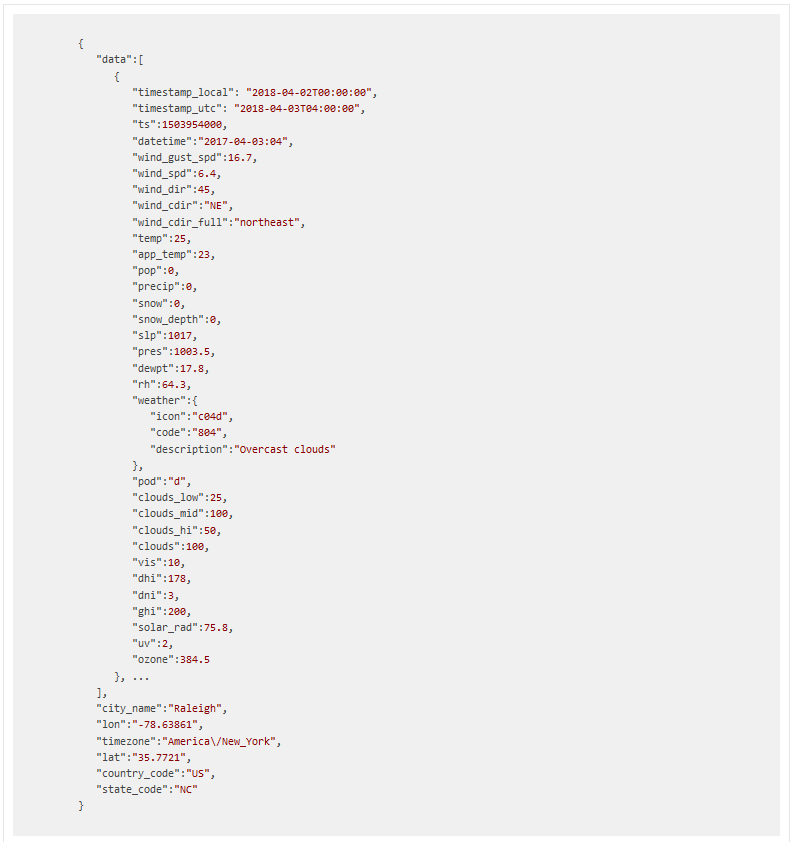 {
"data":[
{
"timestamp_local": "2018-04-02T00:00:00",
"timestamp_utc": "2018-04-03T04:00:00",
"ts":1503954000,
"datetime":"2017-04-03:04",
"wind_gust_spd":16.7,
"wind_spd":6.4,
"wind_dir":45,
"wind_cdir":"NE",
"wind_cdir_full":"northeast",
"temp":25,
"app_temp":23,
"pop":0,
"precip":0,
"snow":0,
"snow_depth":0,
"slp":1017,
"pres":1003.5,
"dewpt":17.8,
"rh":64.3,
"weather":{
"icon":"c04d",
"code":"804",
"description":"Overcast clouds"
},
"pod":"d",
"clouds_low":25,
"clouds_mid":100,
"clouds_hi":50,
"clouds":100,
"vis":10,
"dhi":178,
"dni":3,
"ghi":200,
"solar_rad":75.8,
"uv":2,
"ozone":384.5
}, ...
],
"city_name":"Raleigh",
"lon":"-78.63861",
"timezone":"America\/New_York",
"lat":"35.7721",
"country_code":"US",
"state_code":"NC"
}